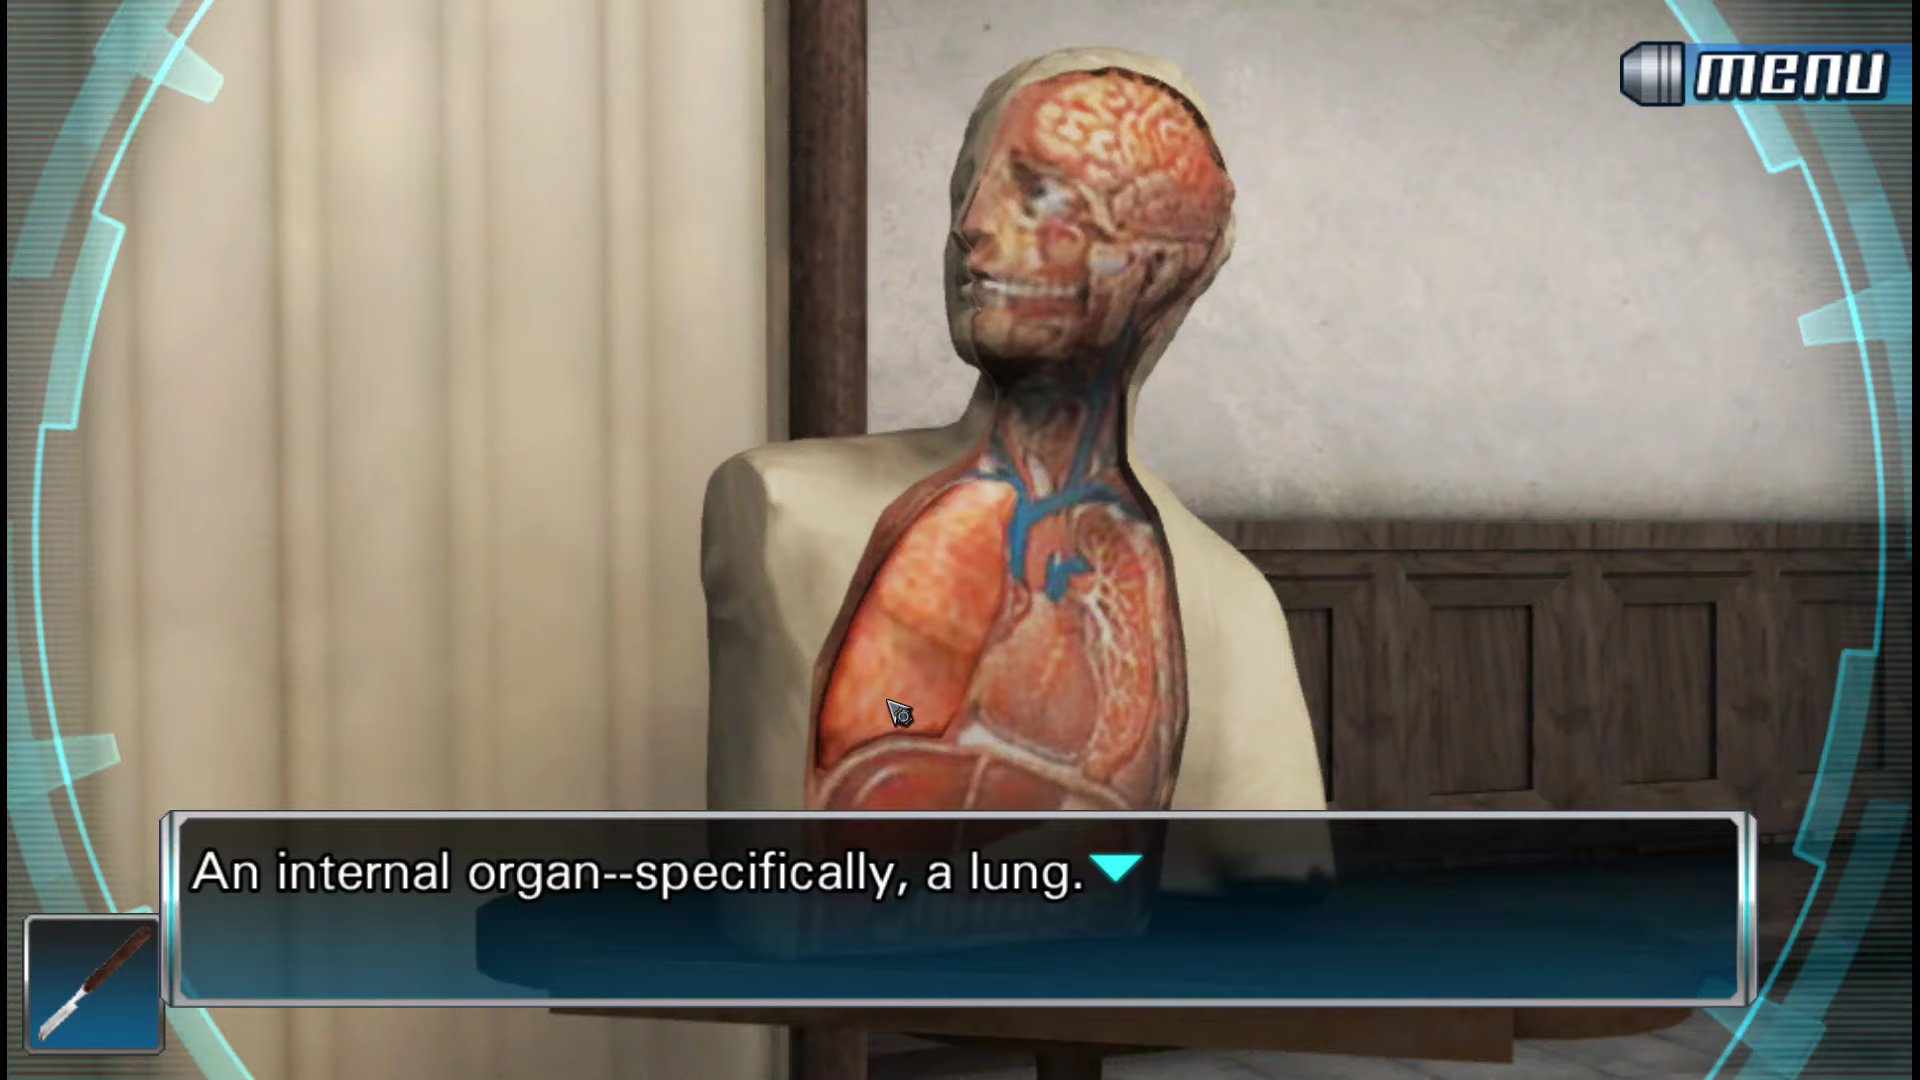 menu
An internal organ--specifically, a lung.